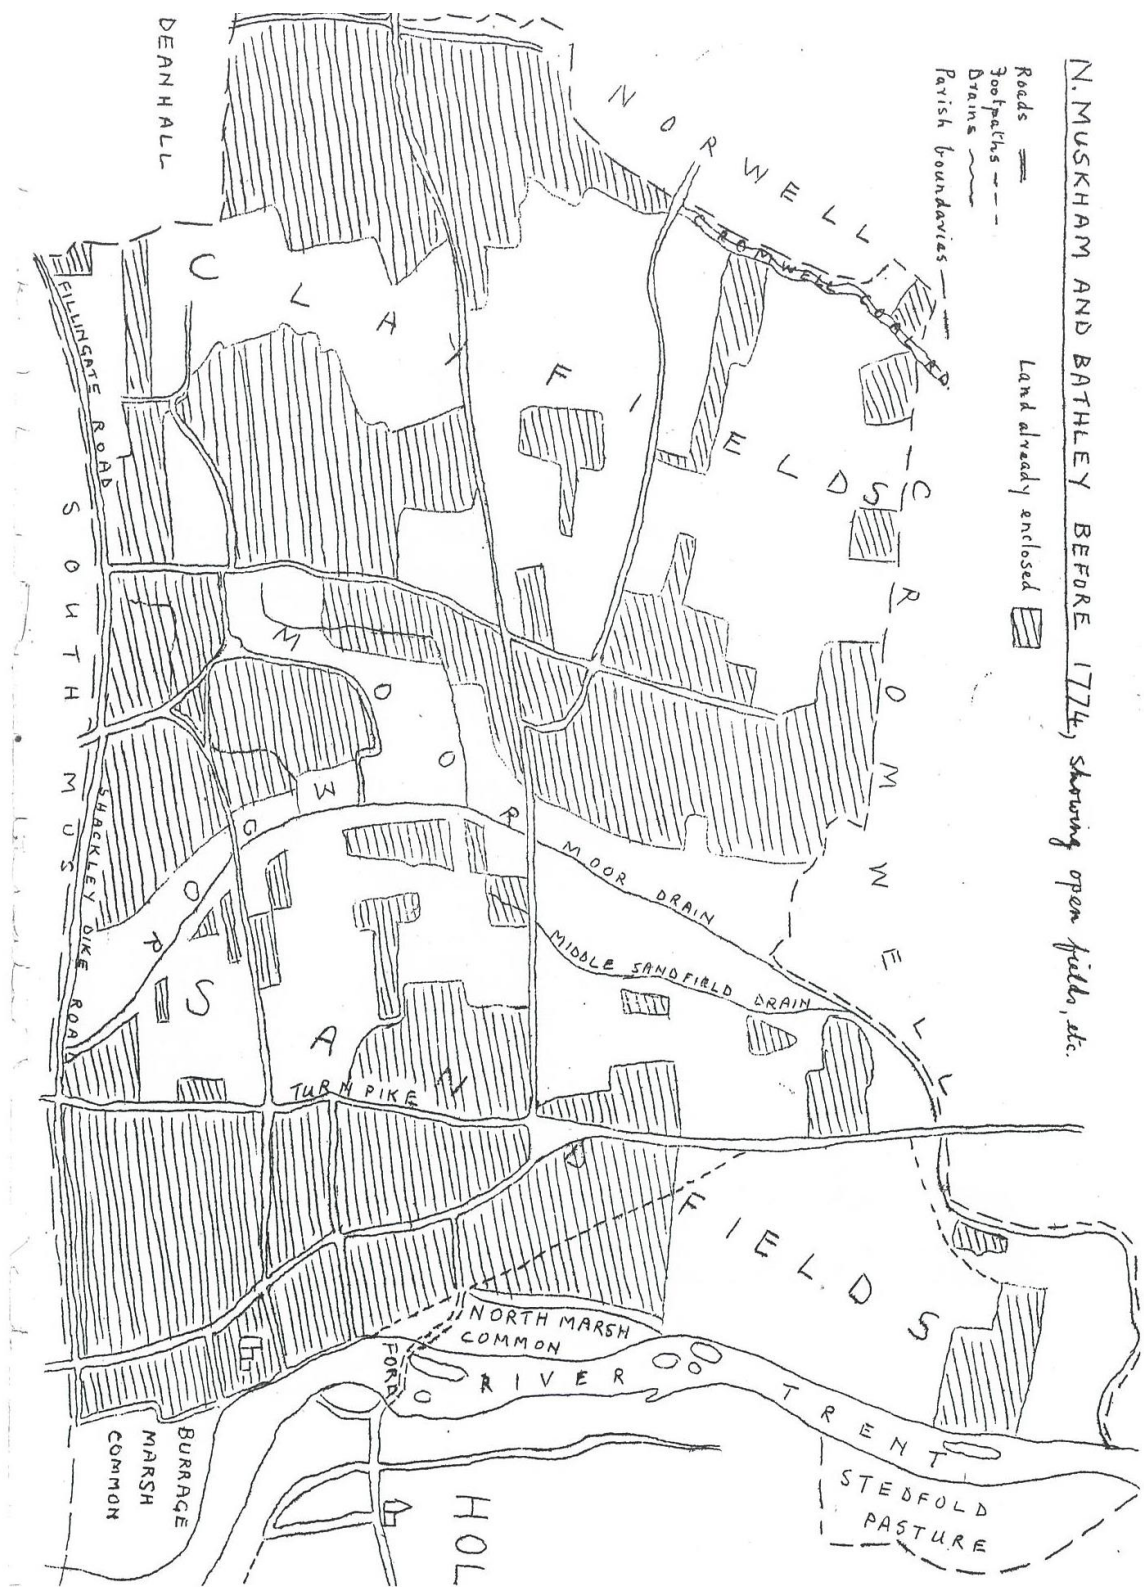 N. MUSKHAM AND BATHLEY BEFORE 1774, showing open fields, etc.
Roads
Footpaths
Drains
Parish boundaries
Land already enclosed
DEANHALL
NORWELL
CROMWELL COAL RD
CROMWELL
CLAY FIELDS
FILLINGATE ROAD
SOUTH MUS
MOOR
GORS
SHACKLEY DIKE ROAD
MOOR DRAIN
MIDDLE SANDFIELD DRAIN
SAND FIELDS
TURNPIKE
NORTH MARSH
COMMON
FORD
RIVER TRENT
BURRAGE
MARSH
COMMON
HOL
STEDFOLD
PASTURE